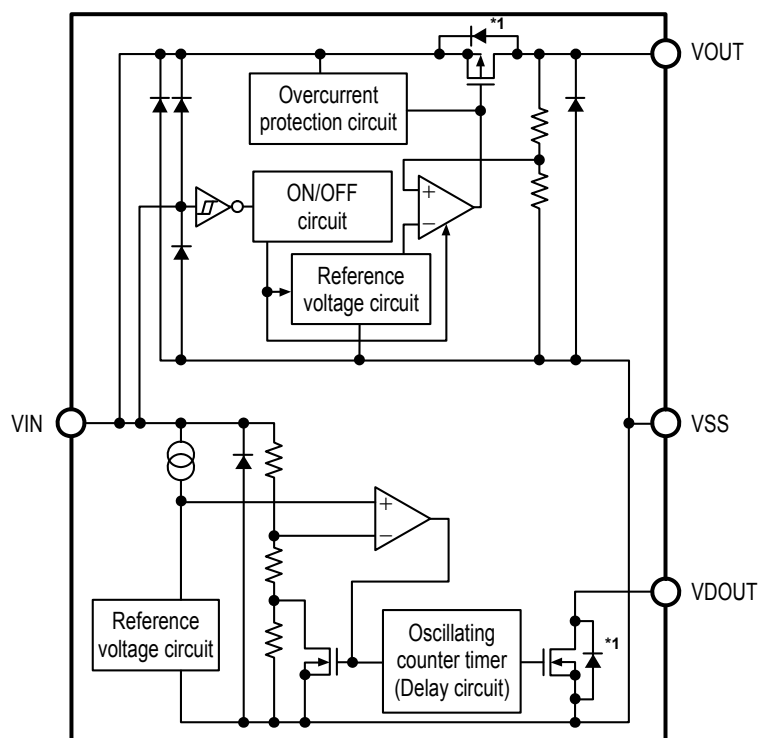 *1
VOUT
Overcurrent
protection circuit
ON/OFF
circuit
+
−
Reference
voltage circuit
VIN
VSS
+
−
VDOUT
Reference
voltage circuit
Oscillating
counter timer
(Delay circuit)
*1